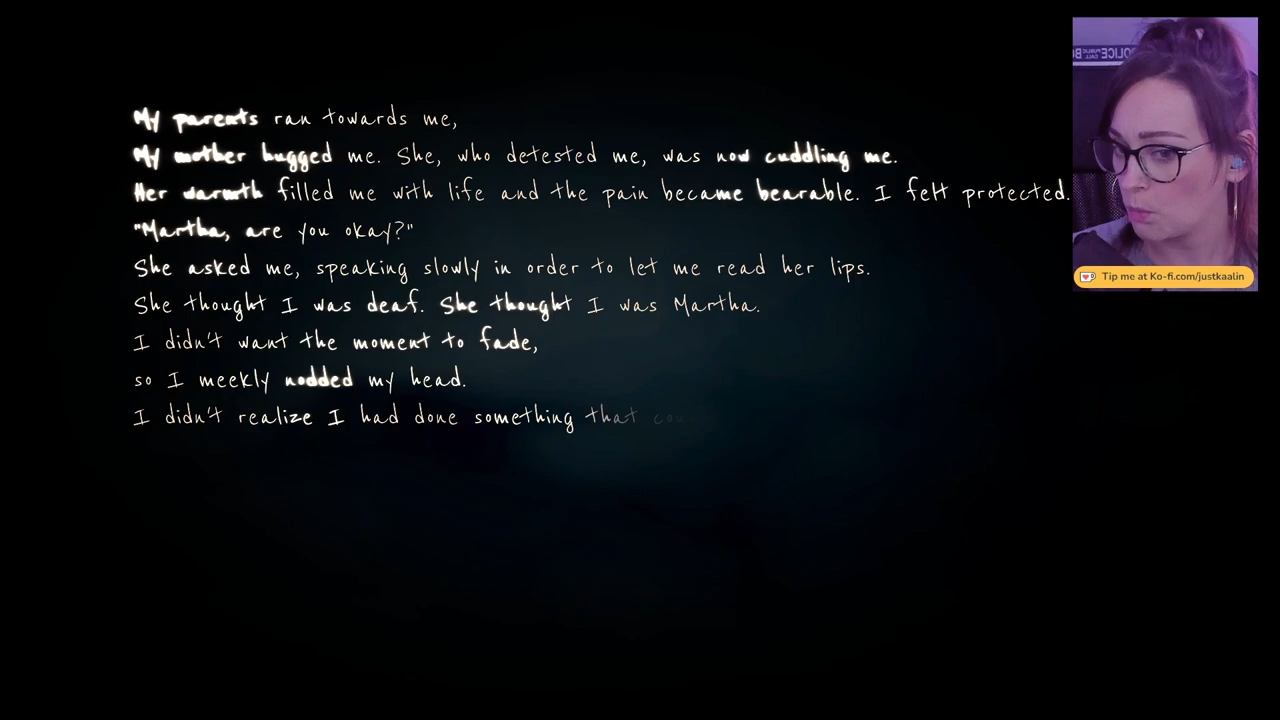 My parents ran towards me,
My mother hugged me. She, who detested me, was now cuddling me.
Her warmth filled me with life and the pain became bearable. I felt protected.
"Martha, are you okay?"
She asked me, speaking slowly in order to let me read her lips.
She thought I was deaf. She thought I was Martha.
I didn't want the moment to fade,
so I meekly nodded my head.
I didn't realize I had done something that
POLICE PUBLIC CALL BO
Tip me at Ko-fi.com/justkaalin